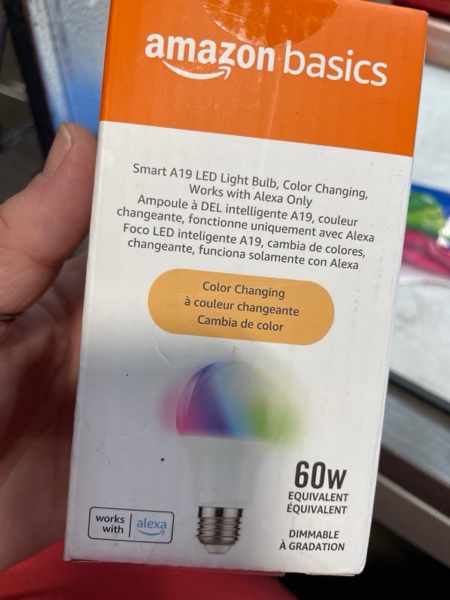 amazon basics
Smart A19 LED Light Bulb, Color Changing,
Works with Alexa Only
Ampoule à DEL intelligente A19, couleur
changeante, fonctionne uniquement avec Alexa
Foco LED inteligente A19, cambia de colores,
changeante, funciona solamente con Alexa
Color Changing
à couleur changeante
Cambia de color
60w
EQUIVALENT
ÉQUIVALENT
DIMMABLE
À GRADATION
works
with
alexa